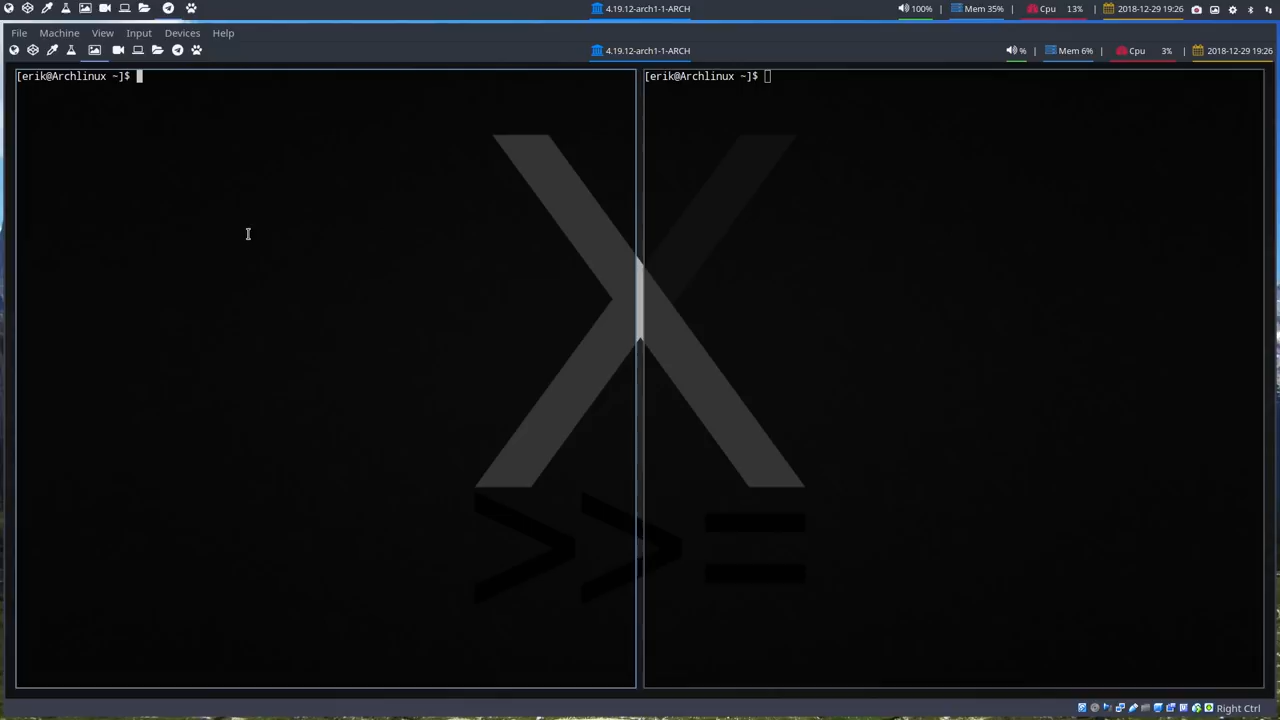 4.19.12-arch1-1-ARCH 100% | Mem 35% | Cpu 13% | 2018-12-29 19:26
File Machine View Input Devices Help
4.19.12-arch1-1-ARCH % | Mem 6% | Cpu 3% | 2018-12-29 19:26
[erik@Archlinux ~]$
[erik@Archlinux ~]$
X
>>=
Right Ctrl